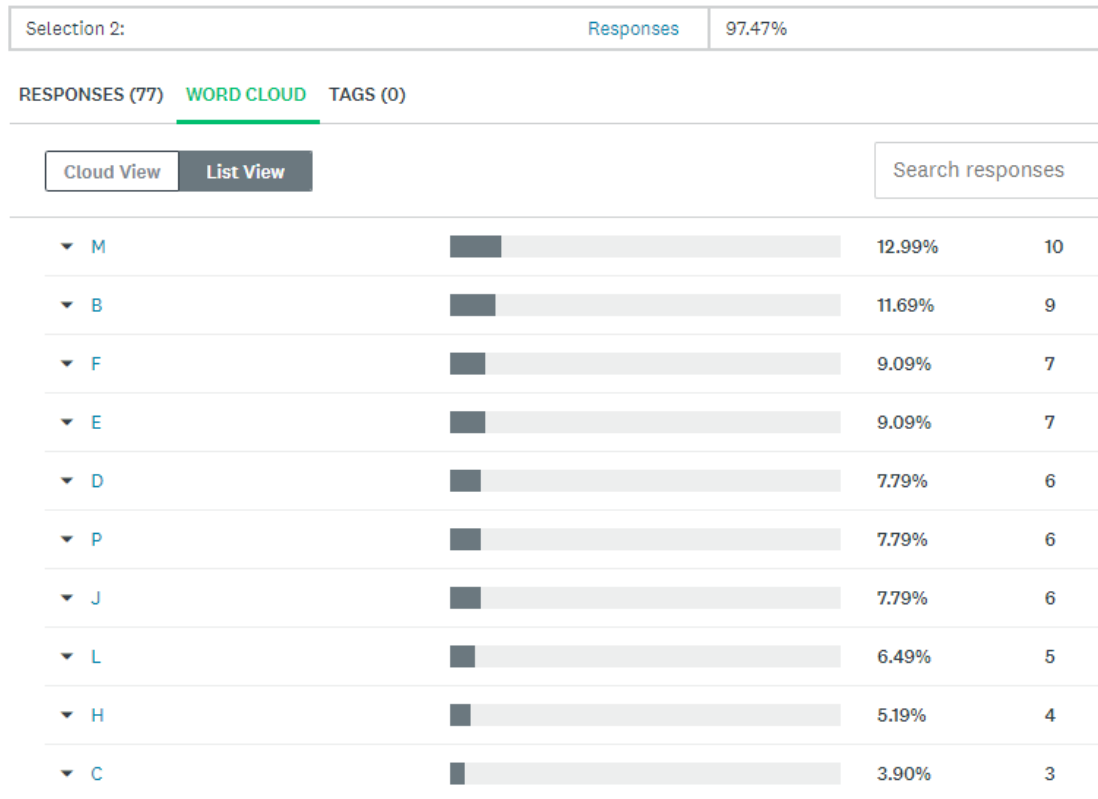 Selection 2: Responses 97.47%
RESPONSES (77) WORD CLOUD TAGS (0)
Cloud View List View Search responses
M 12.99% 10
B 11.69% 9
F 9.09% 7
E 9.09% 7
D 7.79% 6
P 7.79% 6
J 7.79% 6
L 6.49% 5
H 5.19% 4
C 3.90% 3